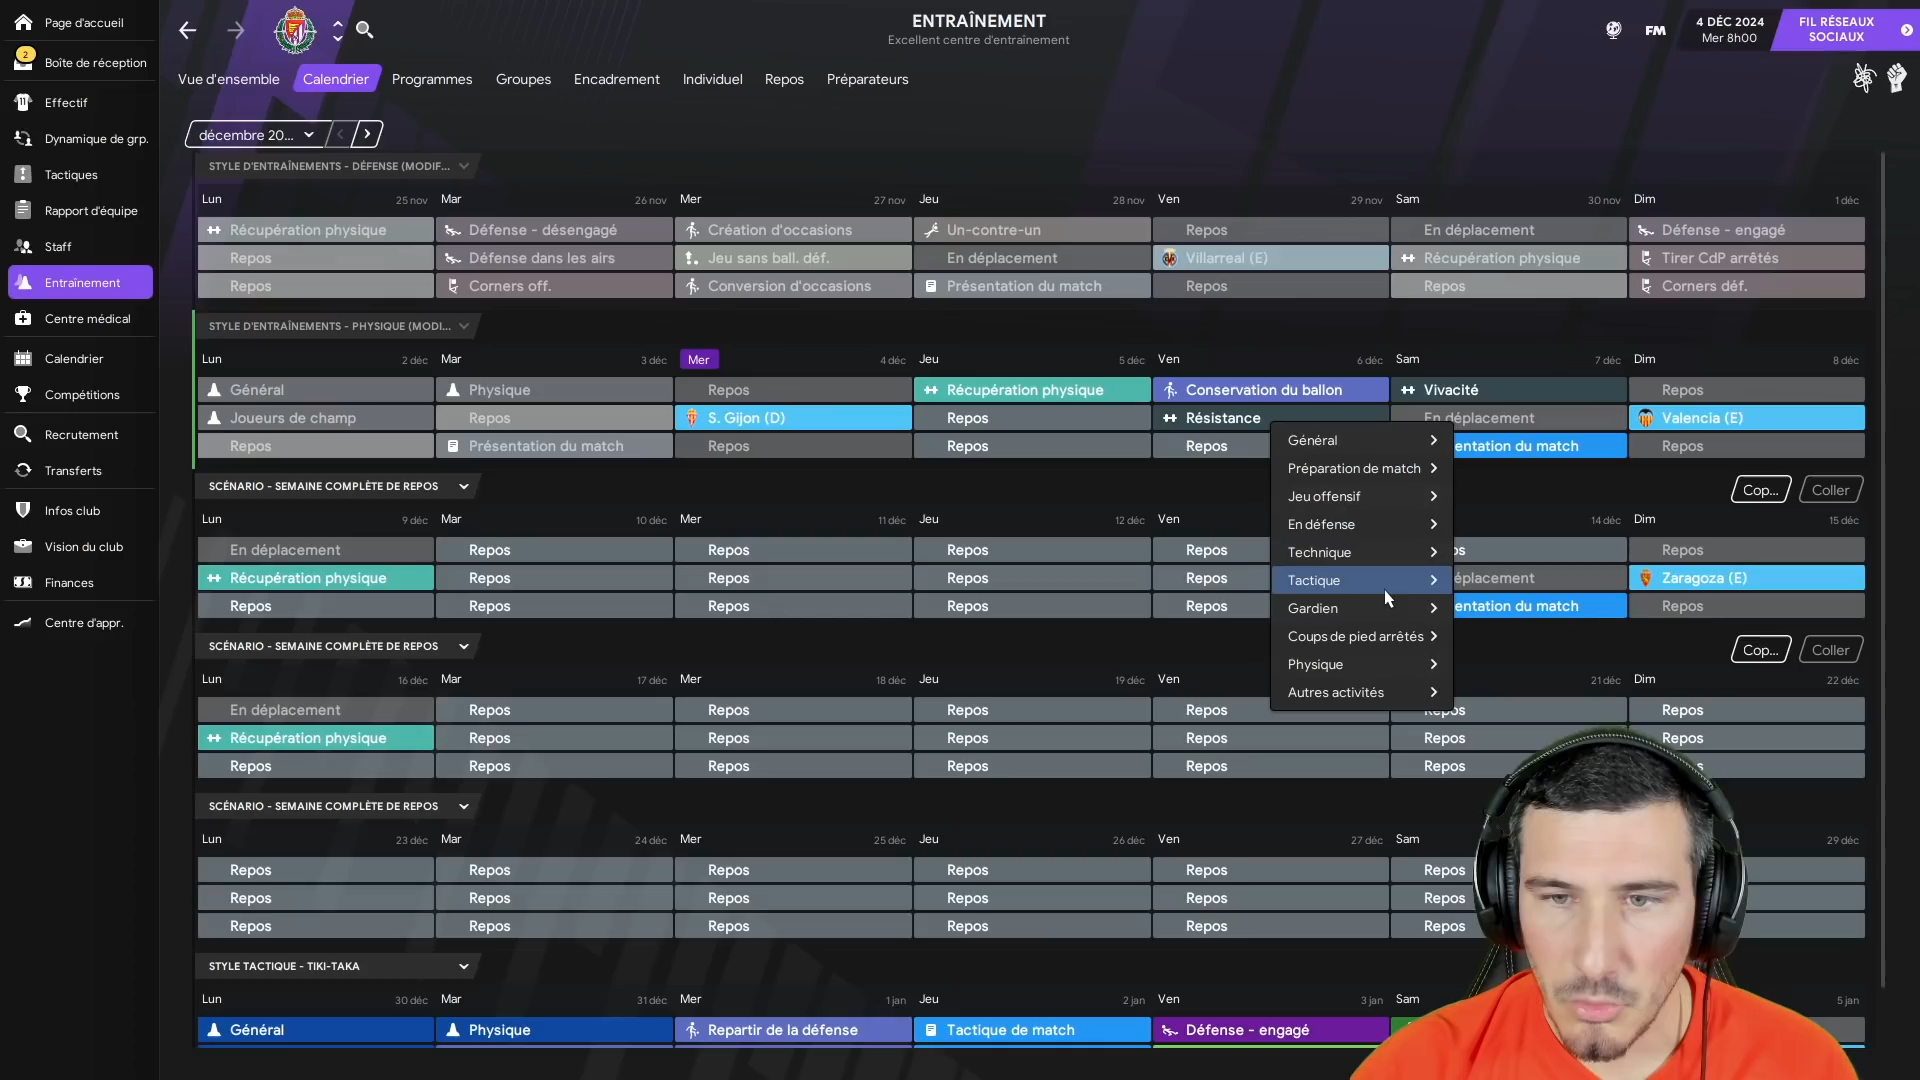 Page d'accueil
2
Boîte de réception
Effectif
Dynamique de grp.
Tactiques
Rapport d'équipe
Staff
Entraînement
Centre médical
Calendrier
Compétitions
Recrutement
Transferts
Infos club
Vision du club
Finances
Centre d'appr.
ENTRAÎNEMENT
Excellent centre d'entraînement
FM
4 DÉC 2024
Mer 8h00
FIL RÉSEAUX
SOCIAUX
Vue d'ensemble Calendrier Programmes Groupes Encadrement Individuel Repos Préparateurs
décembre 20...
STYLE D'ENTRAÎNEMENTS - DÉFENSE (MODIF...
Lun 25 nov Mar 26 nov Mer 27 nov Jeu 28 nov Ven 29 nov Sam 30 nov Dim 1 déc
Récupération physique Défense - désengagé Création d'occasions Un-contre-un Repos En déplacement Défense - engagé
Repos Défense dans les airs Jeu sans ball. déf. En déplacement Villarreal (E) Récupération physique Tirer CdP arrêtés
Repos Corners off. Conversion d'occasions Présentation du match Repos Repos Corners déf.
STYLE D'ENTRAÎNEMENTS - PHYSIQUE (MODI...
Lun 2 déc Mar 3 déc Mer 4 déc Jeu 5 déc Ven 6 déc Sam 7 déc Dim 8 déc
Général Physique Repos Récupération physique Conservation du ballon Vivacité Repos
Joueurs de champ Repos S. Gijon (D) Repos Résistance En déplacement Valencia (E)
Repos Présentation du match Repos Repos Repos entation du match Repos
Général
Préparation de match
Jeu offensif
En défense
Technique
Tactique
Gardien
Coups de pied arrêtés
Physique
Autres activités
SCÉNARIO - SEMAINE COMPLÈTE DE REPOS Cop... Coller
Lun 9 déc Mar 10 déc Mer 11 déc Jeu 12 déc Ven 14 déc Dim 15 déc
En déplacement Repos Repos Repos Repos os Repos
Récupération physique Repos Repos Repos Repos éplacement Zaragoza (E)
Repos Repos Repos Repos Repos entation du match Repos
SCÉNARIO - SEMAINE COMPLÈTE DE REPOS Cop... Coller
Lun 16 déc Mar 17 déc Mer 18 déc Jeu 19 déc Ven 21 déc Dim 22 déc
En déplacement Repos Repos Repos Repos Repos Repos
Récupération physique Repos Repos Repos Repos Repos Repos
Repos Repos Repos Repos Repos Repos s
SCÉNARIO - SEMAINE COMPLÈTE DE REPOS
Lun 23 déc Mar 24 déc Mer 25 déc Jeu 26 déc Ven 27 déc Sam 29 déc
Repos Repos Repos Repos Repos Repos
Repos Repos Repos Repos Repos Repos
Repos Repos Repos Repos Repos Repos
STYLE TACTIQUE - TIKI-TAKA
Lun 30 déc Mar 31 déc Mer 1 jan Jeu 2 jan Ven 3 jan Sam 5 jan
Général Physique Repartir de la défense Tactique de match Défense - engagé